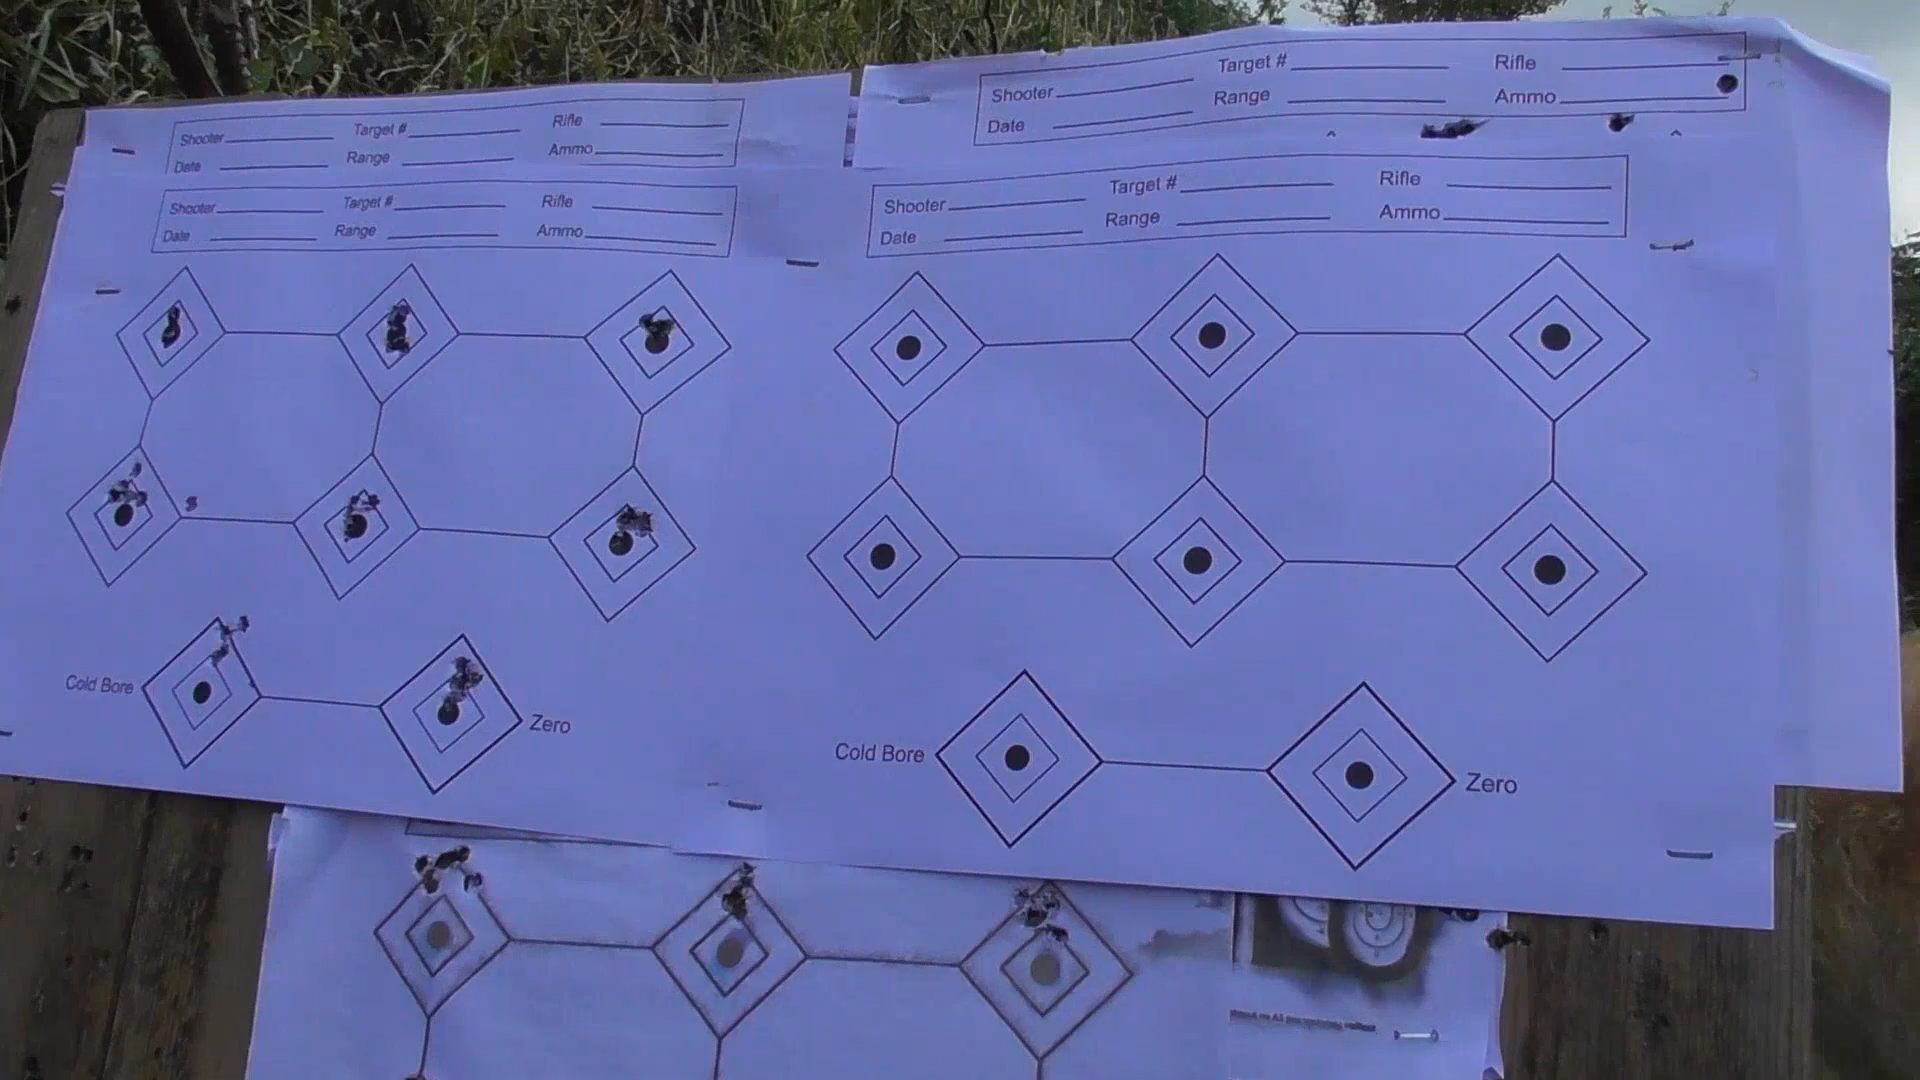 Shooter Target # Rifle
Date Range Ammo
Shooter Target # Rifle
Date Range Ammo
Cold Bore
Zero
Shooter Target # Rifle
Date Range Ammo
Shooter Target # Rifle
Date Range Ammo
Cold Bore
Zero